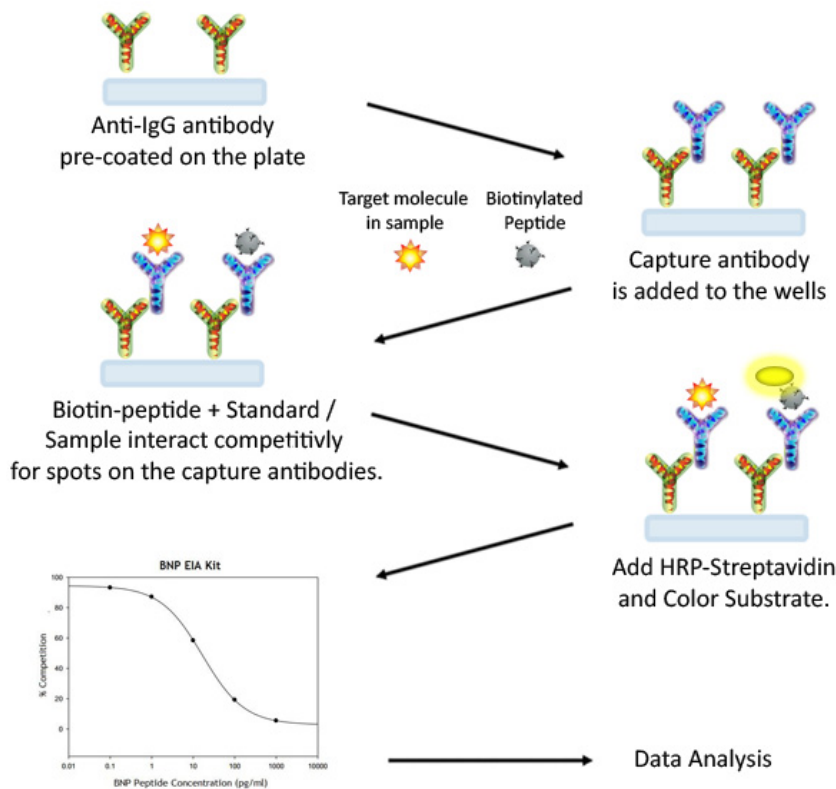 Anti-IgG antibody
pre-coated on the plate
Capture antibody
is added to the wells
Target molecule
in sample
Biotinylated
Peptide
Biotin-peptide + Standard /
Sample interact competitivly
for spots on the capture antibodies.
Add HRP-Streptavidin
and Color Substrate.
BNP EIA Kit
% Competition
100
80
60
40
20
0
0.01 0.1 1 10 100 1000 10000
BNP Peptide Concentration (pg/ml)
Data Analysis